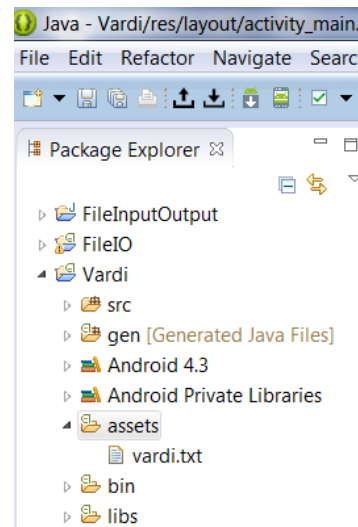 Java - Vardi/res/layout/activity_main.
File Edit Refactor Navigate Searc
Package Explorer
FileInputOutput
FileIO
Vardi
src
gen [Generated Java Files]
Android 4.3
Android Private Libraries
assets
vardi.txt
bin
libs